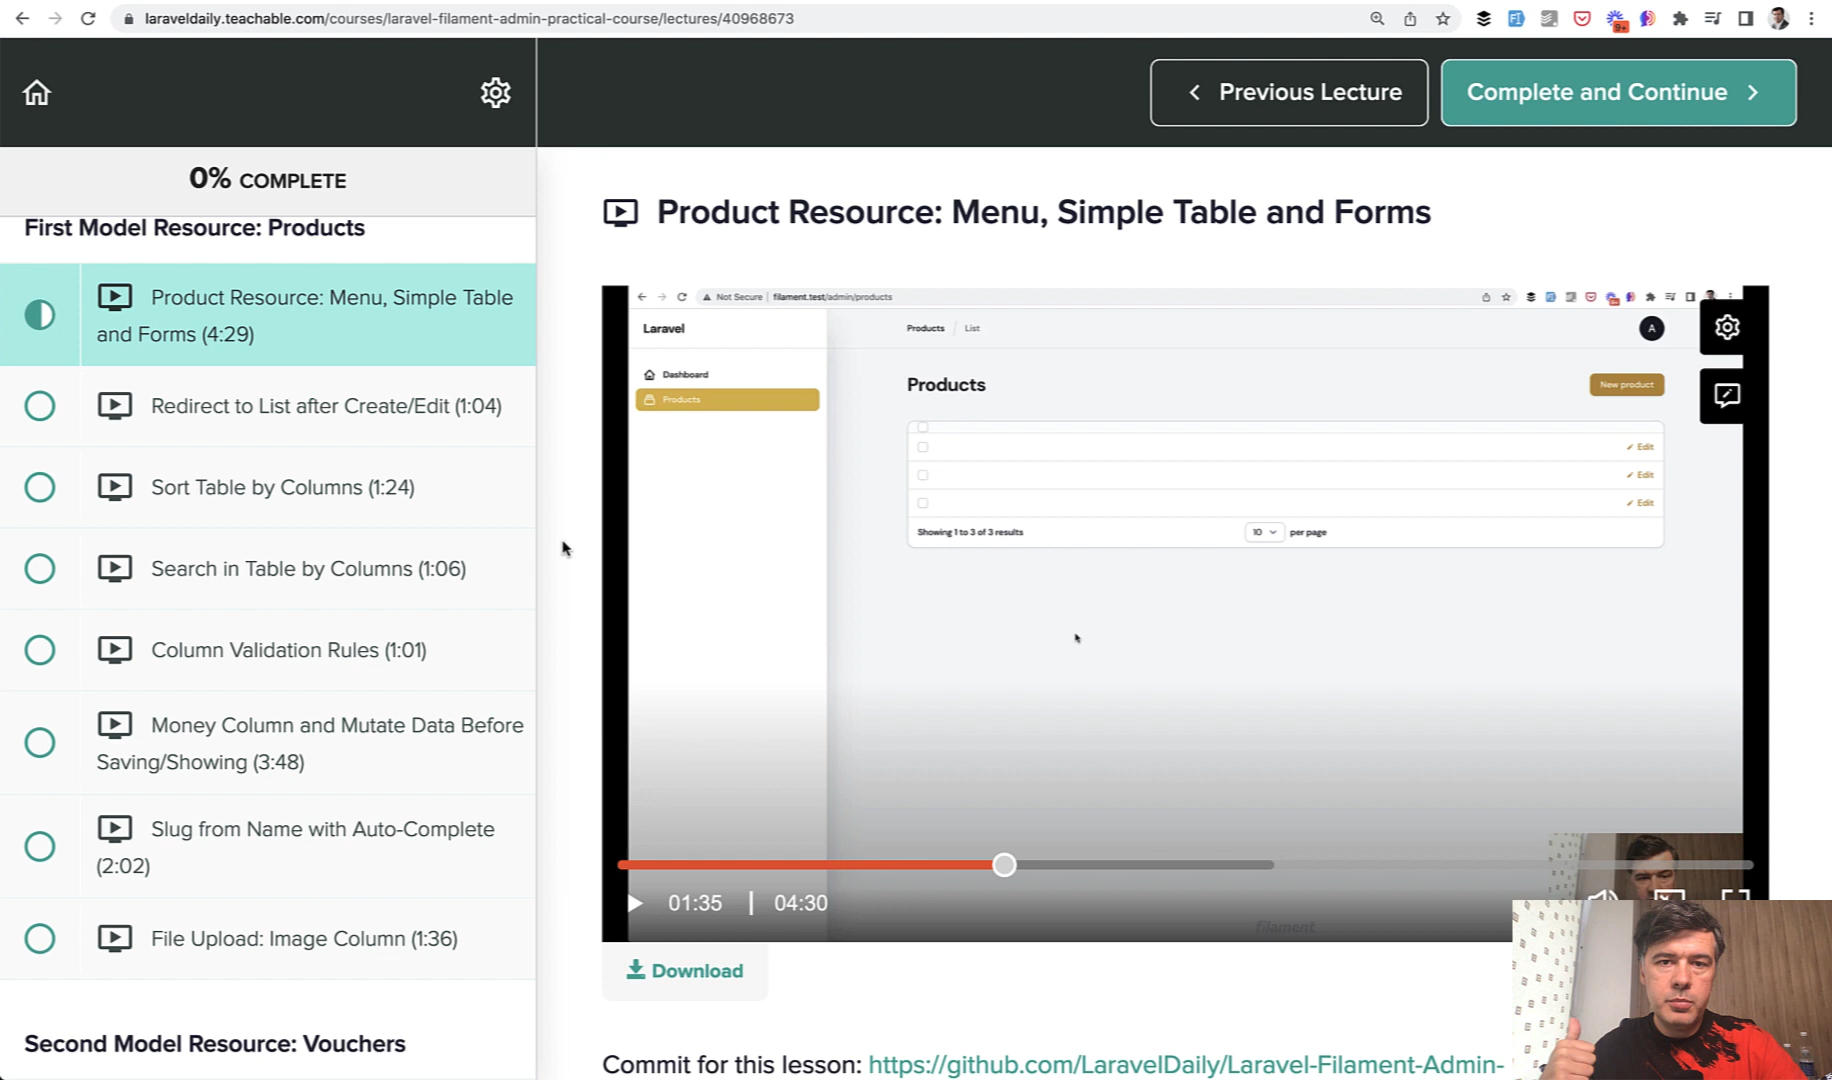 laraveldaily.teachable.com/courses/laravel-filament-admin-practical-course/lectures/40968673
9+
Previous Lecture
Complete and Continue
0% COMPLETE
First Model Resource: Products
Product Resource: Menu, Simple Table
and Forms (4:29)
Redirect to List after Create/Edit (1:04)
Sort Table by Columns (1:24)
Search in Table by Columns (1:06)
Column Validation Rules (1:01)
Money Column and Mutate Data Before
Saving/Showing (3:48)
Slug from Name with Auto-Complete
(2:02)
File Upload: Image Column (1:36)
Second Model Resource: Vouchers
Product Resource: Menu, Simple Table and Forms
Not Secure | filament.test/admin/products
Laravel
Products / List
A
Dashboard
Products
Products
New product
Edit
Edit
Edit
Showing 1 to 3 of 3 results
10 per page
01:35 | 04:30
filament
Download
Commit for this lesson: https://github.com/LaravelDaily/Laravel-Filament-Admin-